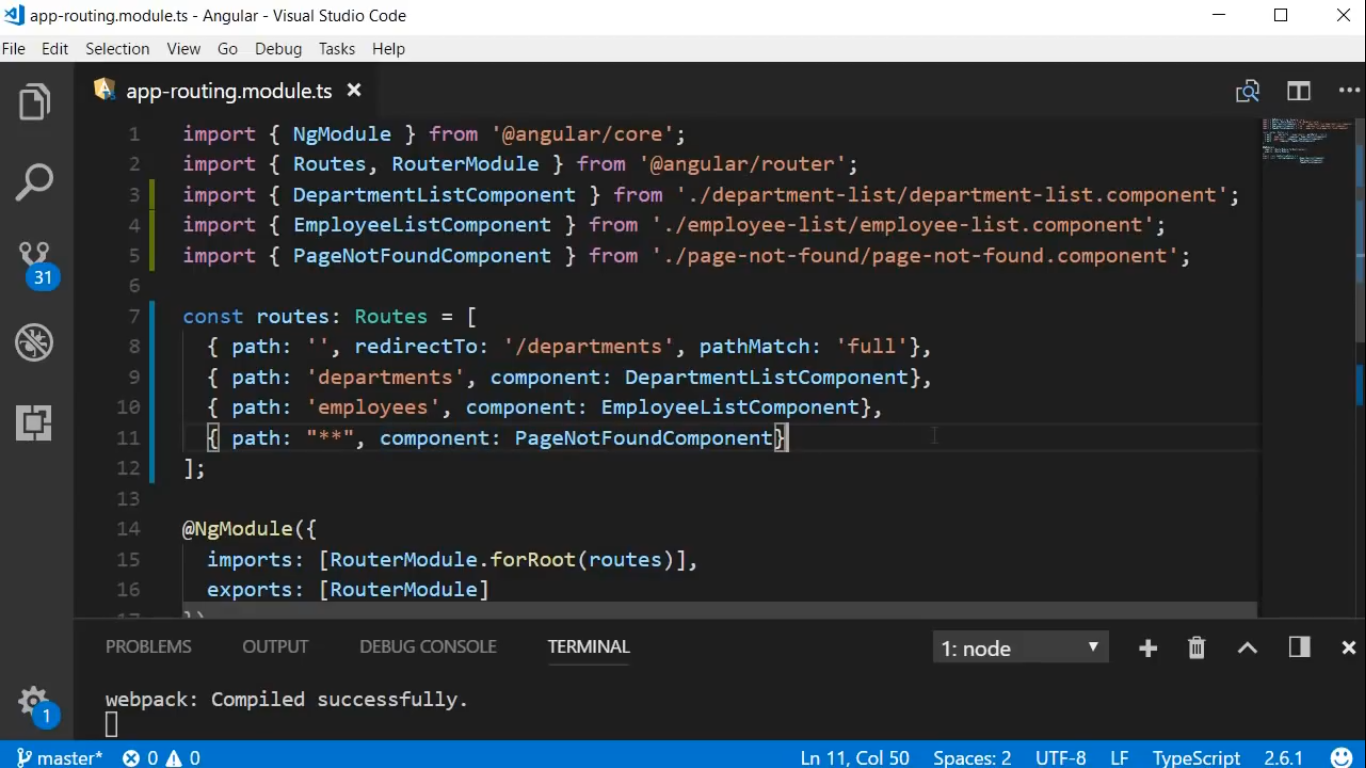 app-routing.module.ts - Angular - Visual Studio Code
File Edit Selection View Go Debug Tasks Help
app-routing.module.ts
1 import { NgModule } from '@angular/core';
2 import { Routes, RouterModule } from '@angular/router';
3 import { DepartmentListComponent } from './department-list/department-list.component';
4 import { EmployeeListComponent } from './employee-list/employee-list.component';
5 import { PageNotFoundComponent } from './page-not-found/page-not-found.component';
6
7 const routes: Routes = [
8 { path: '', redirectTo: '/departments', pathMatch: 'full'},
9 { path: 'departments', component: DepartmentListComponent},
10 { path: 'employees', component: EmployeeListComponent},
11 { path: "**", component: PageNotFoundComponent}
12 ];
13
14 @NgModule({
15 imports: [RouterModule.forRoot(routes)],
16 exports: [RouterModule]
17 })
31
PROBLEMS OUTPUT DEBUG CONSOLE TERMINAL 1: node
webpack: Compiled successfully.
1
master* 0 0 Ln 11, Col 50 Spaces: 2 UTF-8 LF TypeScript 2.6.1